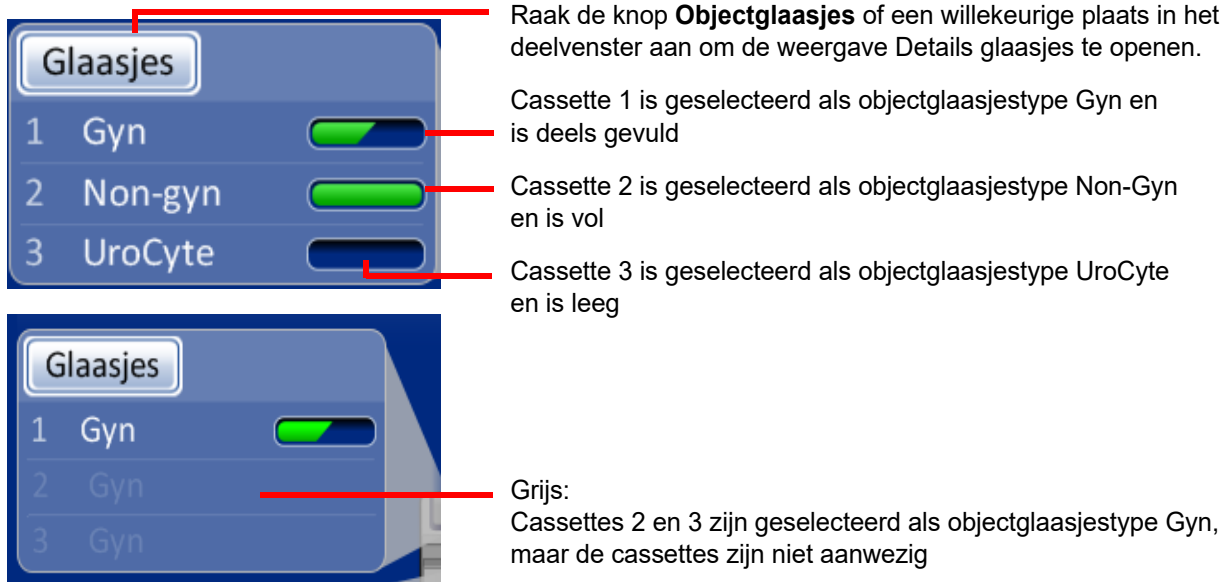 Raak de knop Objectglaasjes of een willekeurige plaats in het
deelvenster aan om de weergave Details glaasjes te openen.
Glaasjes
1 Gyn
Cassette 1 is geselecteerd als objectglaasjestype Gyn en
is deels gevuld
2 Non-gyn
Cassette 2 is geselecteerd als objectglaasjestype Non-Gyn
en is vol
3 UroCyte
Cassette 3 is geselecteerd als objectglaasjestype UroCyte
en is leeg
Glaasjes
1 Gyn
2 Gyn
3 Gyn
Grijs:
Cassettes 2 en 3 zijn geselecteerd als objectglaasjestype Gyn,
maar de cassettes zijn niet aanwezig